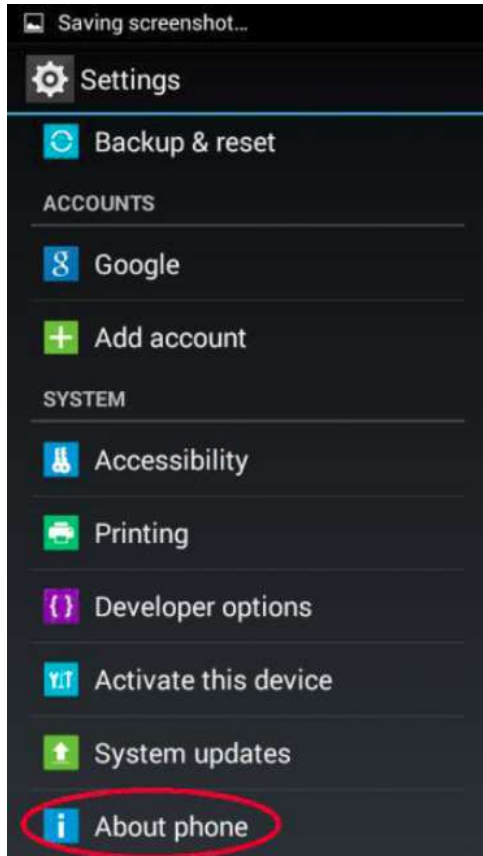 Saving screenshot...
Settings
Backup & reset
ACCOUNTS
Google
Add account
SYSTEM
Accessibility
Printing
Developer options
Activate this device
System updates
About phone